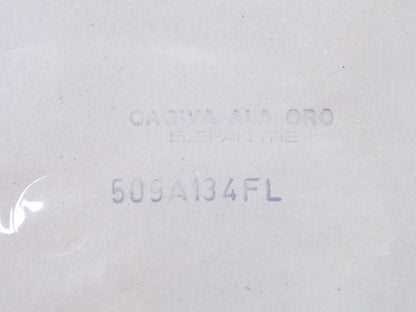 CAGIVA ALA ORO
ELEFANTRE
509A134FL